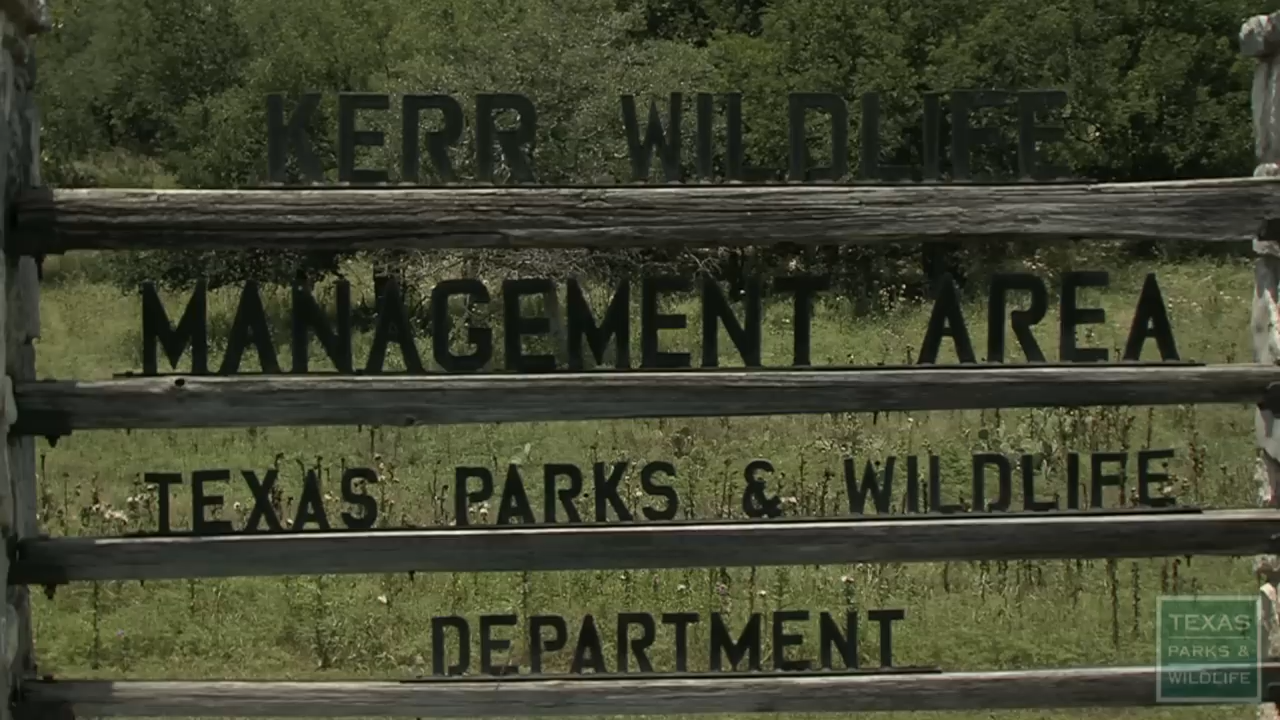 KERR WILDLIFE
MANAGEMENT AREA
TEXAS PARKS & WILDLIFE
DEPARTMENT
TEXAS
PARKS &
WILDLIFE